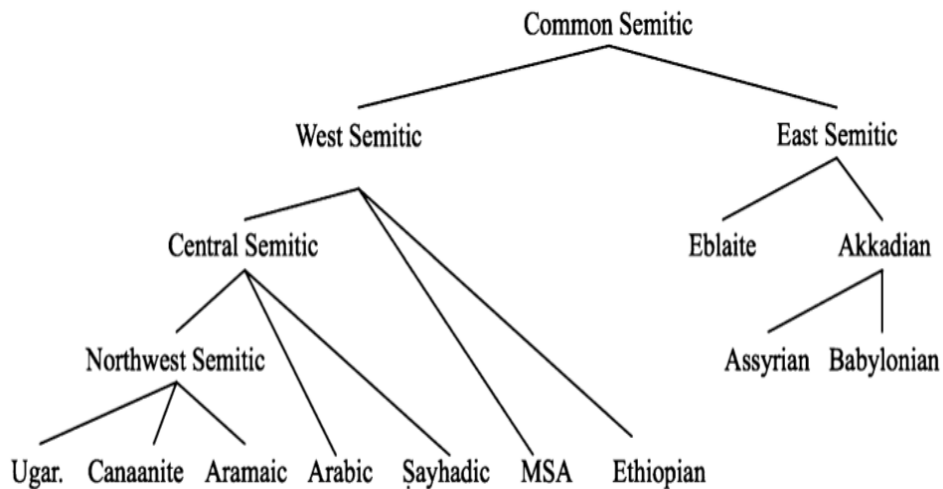 Common Semitic
West Semitic
East Semitic
Central Semitic
Eblaite
Akkadian
Northwest Semitic
Assyrian
Babylonian
Ugar.
Canaanite
Aramaic
Arabic
Ṣayhadic
MSA
Ethiopian